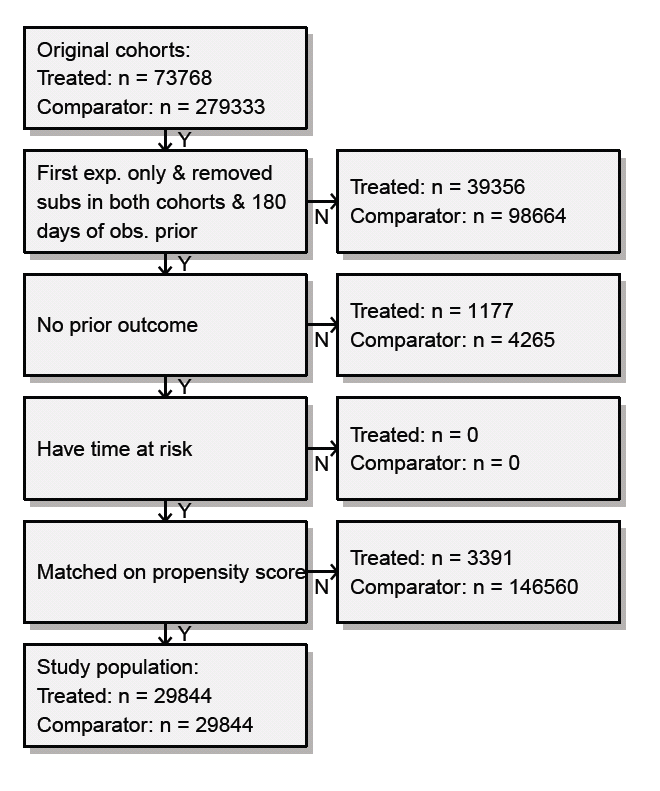 Original cohorts:
Treated: n = 73768
Comparator: n = 279333
Y
First exp. only & removed
subs in both cohorts & 180
days of obs. prior
N
Treated: n = 39356
Comparator: n = 98664
Y
No prior outcome
N
Treated: n = 1177
Comparator: n = 4265
Y
Have time at risk
N
Treated: n = 0
Comparator: n = 0
Y
Matched on propensity score
N
Treated: n = 3391
Comparator: n = 146560
Y
Study population:
Treated: n = 29844
Comparator: n = 29844